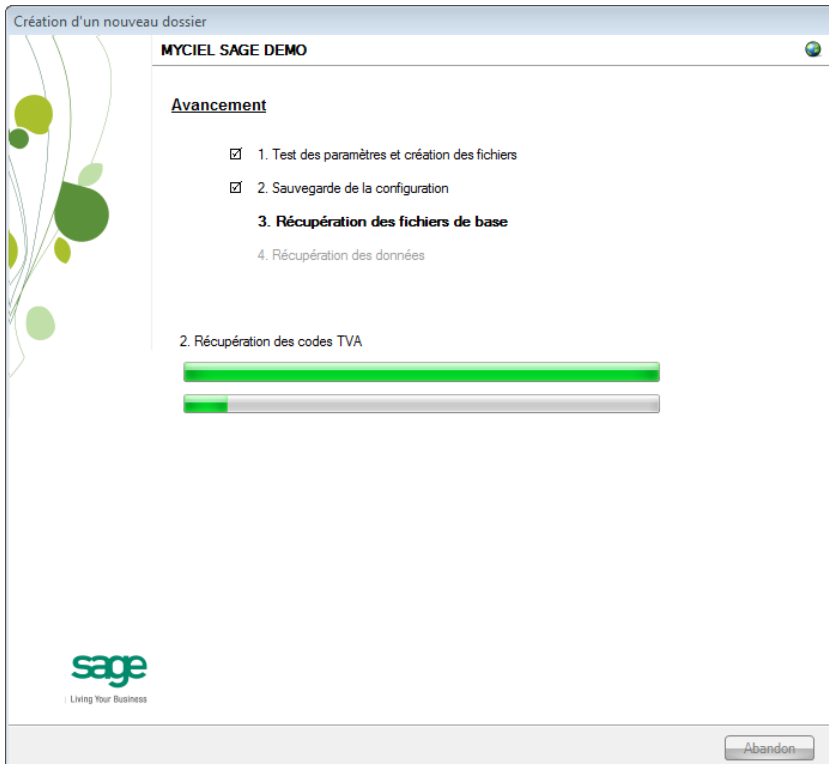 Création d'un nouveau dossier
MYCIEL SAGE DEMO
Avancement
1. Test des paramètres et création des fichiers
2. Sauvegarde de la configuration
3. Récupération des fichiers de base
4. Récupération des données
2. Récupération des codes TVA
sage
Living Your Business
Abandon